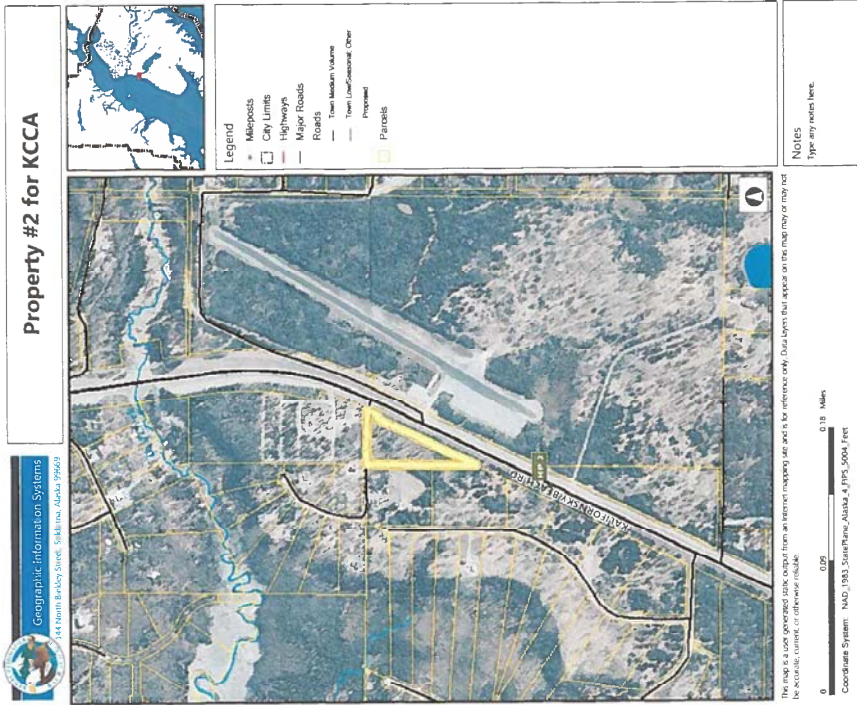 Geographic Information Systems
144 North Binkley Street, Soldotna, Alaska 99669
Property #2 for KCCA
KALIFORNSKY BEACH RD
MP 3
Legend
Mileposts
City Limits
Highways
Major Roads
Roads
Town Medium Volume
Town Low/Seasonal; Other
Proposed
Parcels
Notes
Type any notes here.
This map is a user generated static output from an Internet mapping site and is for reference only. Data layers that appear on this map may or may not
be accurate, current, or otherwise reliable.
0 0.09 0.18 Miles
Coordinate System: NAD_1983_StatePlane_Alaska_4_FIPS_5004_Feet